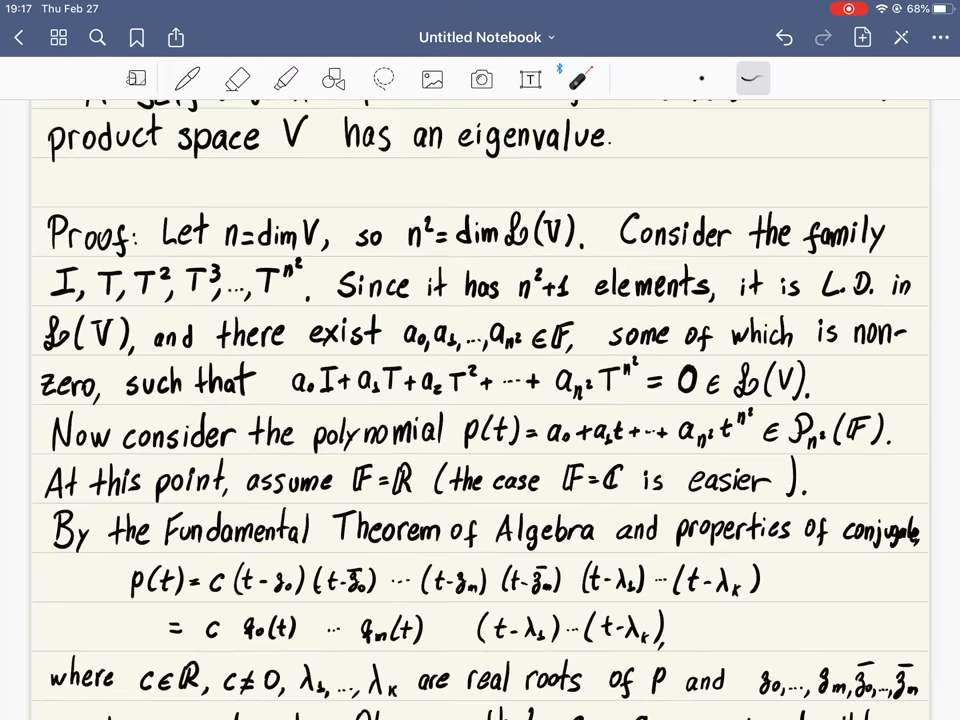 19:17 Thu Feb 27 68%
Untitled Notebook
product space V has an eigenvalue.
Proof: Let n=dim V, so n²=dim ℒ(V). Consider the family
I, T, T², T³,..., T^{n²}. Since it has n²+1 elements, it is L.D. in
ℒ(V), and there exist a₀,a₁,...,a_{n²} ∈ 𝔽, some of which is non-
zero, such that a₀I + a₁T + a₂T² + ... + a_{n²}T^{n²} = 0 ∈ ℒ(V).
Now consider the polynomial p(t) = a₀ + a₁t + ... + a_{n²}t^{n²} ∈ 𝒫_{n²}(𝔽).
At this point, assume 𝔽=ℝ (the case 𝔽=ℂ is easier).
By the Fundamental Theorem of Algebra and properties of conjugate,
p(t) = c (t-z₀)(t-z̄₀) ... (t-zₘ)(t-z̄ₘ) (t-λ₁)...(t-λₖ)
= c q₀(t) ... qₘ(t) (t-λ₁)...(t-λₖ),
where c∈ℝ, c≠0, λ₁,..., λₖ are real roots of p and z₀,..., zₘ, z̄₀,..., z̄ₘ